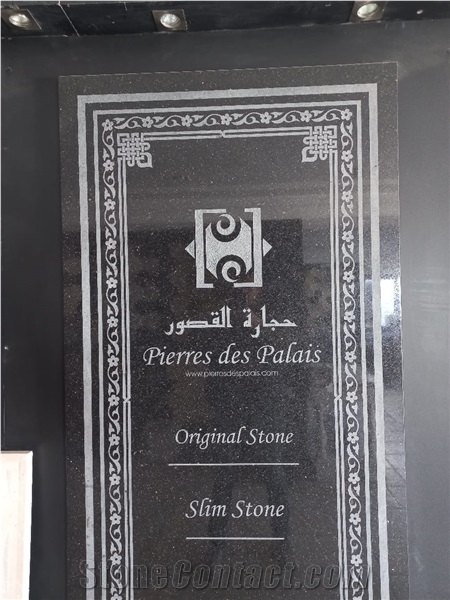 حجارة القصور
Pierres des Palais
www.pierresdespalais.com
Original Stone
Slim Stone
StoneContact.com